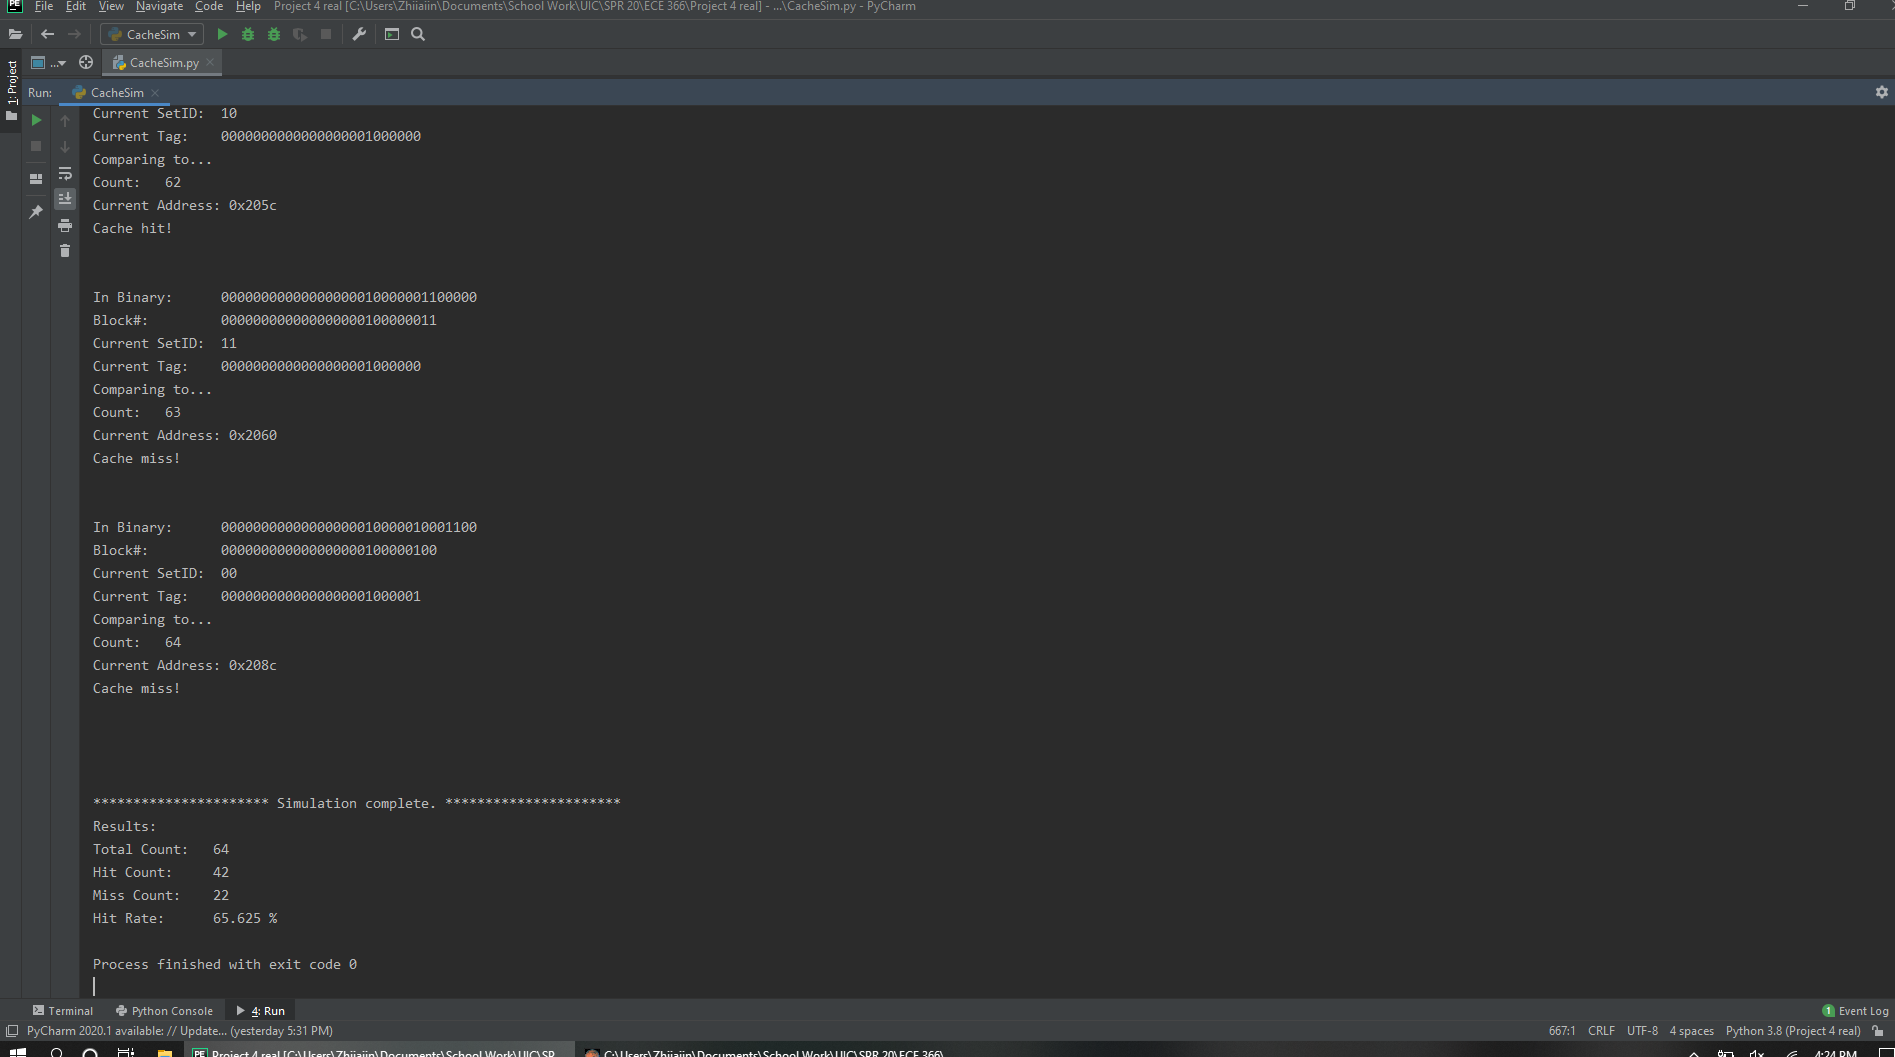 PE File Edit View Navigate Code Help Project 4 real [C:\Users\Zhiiaiin\Documents\School Work\UIC\SPR 20\ECE 366\Project 4 real] - ...\CacheSim.py - PyCharm
CacheSim
... CacheSim.py
1: Project
Run: CacheSim
Current SetID: 10
Current Tag: 0000000000000000001000000
Comparing to...
Count: 62
Current Address: 0x205c
Cache hit!
In Binary: 00000000000000000010000001100000
Block#: 000000000000000000100000011
Current SetID: 11
Current Tag: 0000000000000000001000000
Comparing to...
Count: 63
Current Address: 0x2060
Cache miss!
In Binary: 00000000000000000010000010001100
Block#: 000000000000000000100000100
Current SetID: 00
Current Tag: 0000000000000000001000001
Comparing to...
Count: 64
Current Address: 0x208c
Cache miss!
********************** Simulation complete. **********************
Results:
Total Count: 64
Hit Count: 42
Miss Count: 22
Hit Rate: 65.625 %
Process finished with exit code 0
Terminal Python Console 4: Run 1 Event Log
PyCharm 2020.1 available: // Update... (yesterday 5:31 PM) 667:1 CRLF UTF-8 4 spaces Python 3.8 (Project 4 real)
PE Project 4 real [C:\Users\Zhiiaiin\Documents\School Work\UIC\SP... C:\Users\Zhiiaiin\Documents\School Work\UIC\SPR 20\ECE 366\ 4:24 PM